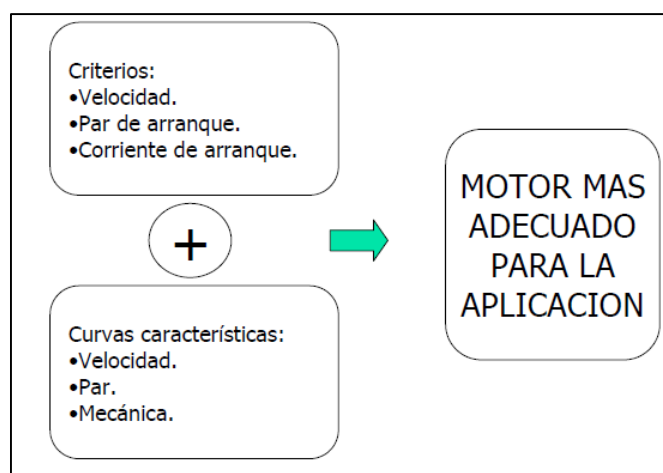 Criterios:
•Velocidad.
•Par de arranque.
•Corriente de arranque.
+
Curvas características:
•Velocidad.
•Par.
•Mecánica.
MOTOR MAS
ADECUADO
PARA LA
APLICACION